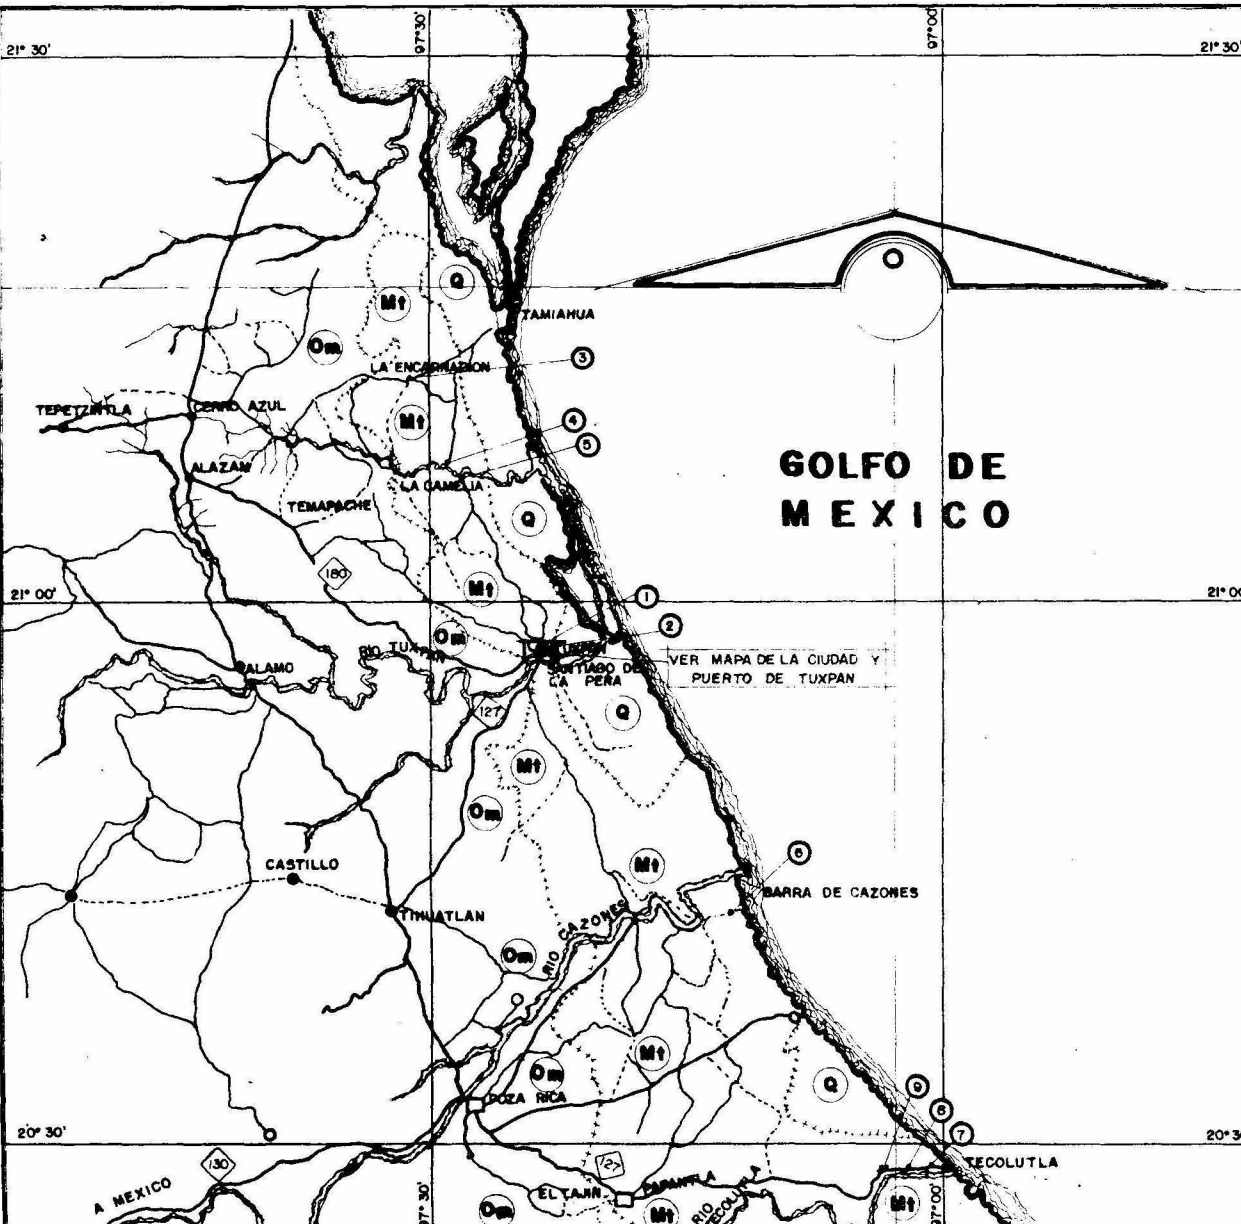 97° 30'
97° 00'
21° 30'
21° 30'
Q
Mt
TAMIAHUA
Om
LA ENCARNACION
3
TEPETZINTLA
CERRO AZUL
Mt
4
5
GOLFO DE
MEXICO
ALAZAN
LA CAMELIA
TEMAPACHE
Q
180
Mt
1
21° 00'
21° 00'
2
Om
RIO TUXPAN
TUXPAN
ALAMO
SANTIAGO DE
LA PEÑA
VER MAPA DE LA CIUDAD Y
PUERTO DE TUXPAN
127
Q
Mt
Om
6
CASTILLO
Mt
BARRA DE CAZONES
TIHUATLAN
RIO CAZONES
Om
Mt
Om
Q
9
POZA RICA
8
7
20° 30'
20° 30'
130
127
TECOLUTLA
A MEXICO
EL TAJIN
PAPANTLA
RIO
TECOLUTLA
Mt
97° 30'
Om
Mt
97° 00'